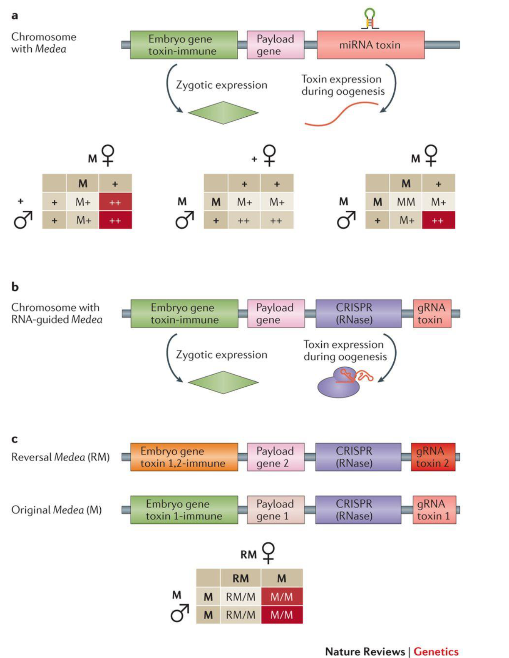 a
Chromosome
with Medea
Embryo gene
toxin-immune
Payload
gene
miRNA toxin
Zygotic expression
Toxin expression
during oogenesis
M ♀
M +
+ ♂
+ M+ ++
+ M+ ++
+ ♀
+ +
M ♂
M M+ M+
+ ++ ++
M ♀
M +
M ♂
M MM M+
+ M+ ++
b
Chromosome with
RNA-guided Medea
Embryo gene
toxin-immune
Payload
gene
CRISPR
(RNase)
gRNA
toxin
Zygotic expression
Toxin expression
during oogenesis
c
Reversal Medea (RM)
Embryo gene
toxin 1,2-immune
Payload
gene 2
CRISPR
(RNase)
gRNA
toxin 2
Original Medea (M)
Embryo gene
toxin 1-immune
Payload
gene 1
CRISPR
(RNase)
gRNA
toxin 1
RM ♀
RM M
M ♂
M RM/M M/M
M RM/M M/M
Nature Reviews | Genetics